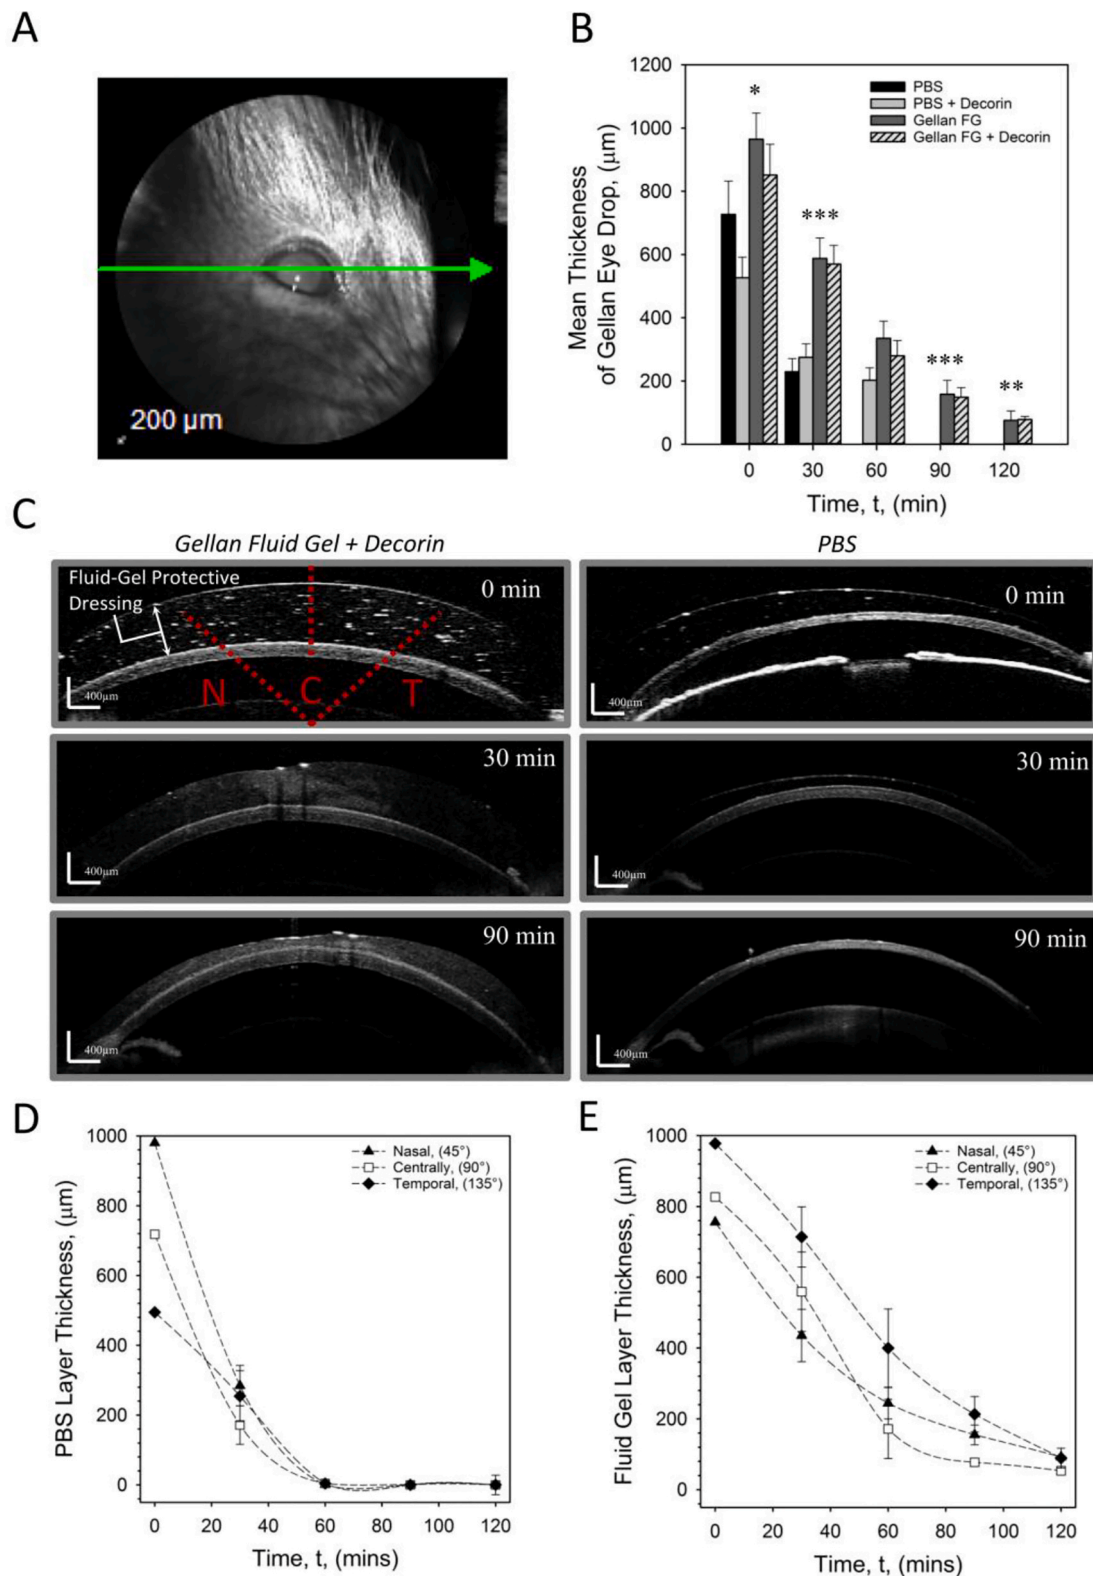 A
200 µm
B
1200
1000
800
600
400
200
0
Mean Thickeness
of Gellan Eye Drop, (µm)
PBS
PBS + Decorin
Gellan FG
Gellan FG + Decorin
*
***
***
**
0 30 60 90 120
Time, t, (min)
C
Gellan Fluid Gel + Decorin
Fluid-Gel Protective
Dressing
0 min
N C T
400µm
30 min
400µm
90 min
400µm
PBS
0 min
400µm
30 min
400µm
90 min
400µm
D
1000
800
600
400
200
0
PBS Layer Thickness, (µm)
Nasal, (45°)
Centrally, (90°)
Temporal, (135°)
0 20 40 60 80 100 120
Time, t, (mins)
E
1000
800
600
400
200
0
Fluid Gel Layer Thickness, (µm)
Nasal, (45°)
Centrally, (90°)
Temporal, (135°)
0 20 40 60 80 100 120
Time, t, (mins)